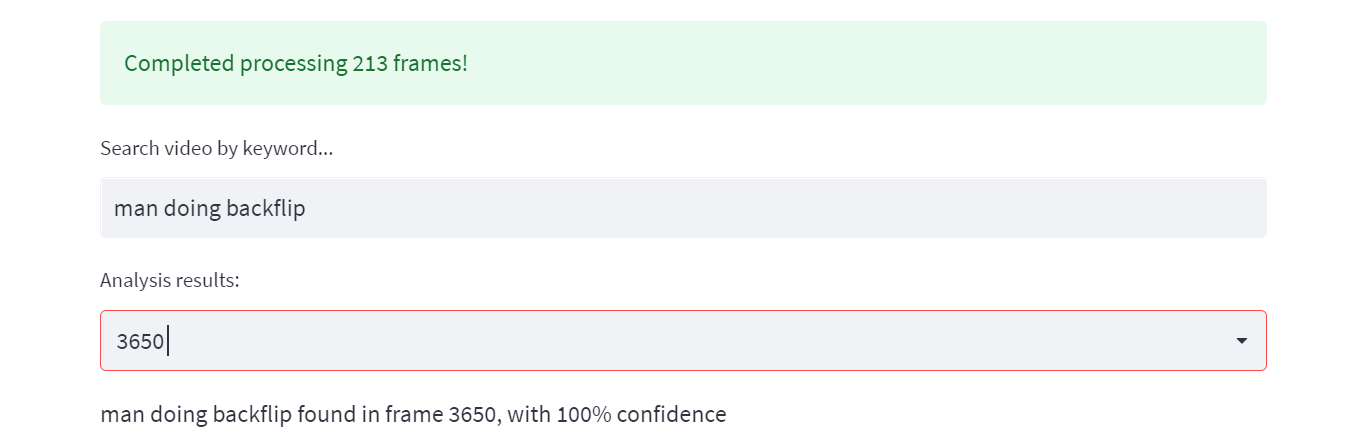 Completed processing 213 frames!
Search video by keyword...
man doing backflip
Analysis results:
3650
man doing backflip found in frame 3650, with 100% confidence